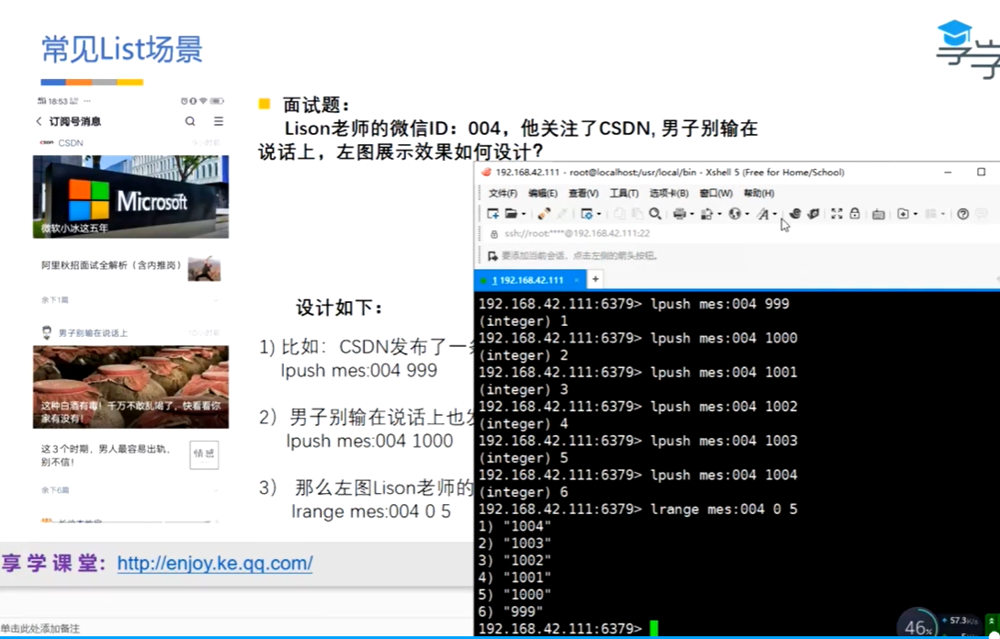 常见List场景
18:53
订阅号消息
CSDN
Microsoft
微软小冰这五年
阿里秋招面试全解析（含内推岗）
余下1篇
男子别输在说话上
这种白酒有毒！千万不敢乱喝了，快看看你
家有没有！
这3个时期，男人最容易出轨，
别不信！
情感
余下6篇
面试题：
Lison老师的微信ID：004，他关注了CSDN, 男子别输在
说话上，左图展示效果如何设计？
设计如下：
1) 比如：CSDN发布了一
lpush mes:004 999
2） 男子别输在说话上也
lpush mes:004 1000
3） 那么左图Lison老师的
lrange mes:004 0 5
享学课堂：http://enjoy.ke.qq.com/
单击此处添加备注
192.168.42.111 - root@localhost:/usr/local/bin - Xshell 5 (Free for Home/School)
文件(F) 编辑(E) 查看(V) 工具(T) 选项卡(B) 窗口(W) 帮助(H)
ssh://root:****@192.168.42.111:22
要添加当前会话，点击左侧的箭头按钮。
1 192.168.42.111
192.168.42.111:6379> lpush mes:004 999
(integer) 1
192.168.42.111:6379> lpush mes:004 1000
(integer) 2
192.168.42.111:6379> lpush mes:004 1001
(integer) 3
192.168.42.111:6379> lpush mes:004 1002
(integer) 4
192.168.42.111:6379> lpush mes:004 1003
(integer) 5
192.168.42.111:6379> lpush mes:004 1004
(integer) 6
192.168.42.111:6379> lrange mes:004 0 5
1) "1004"
2) "1003"
3) "1002"
4) "1001"
5) "1000"
6) "999"
192.168.42.111:6379>
46%
57.3K/s